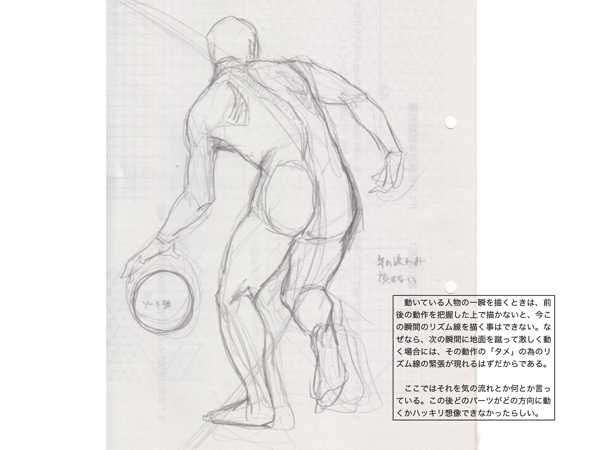 気の流れが
読めない
動いている人物の一瞬を描くときは、前
後の動作を把握した上で描かないと、今こ
の瞬間のリズム線を描く事はできない。な
ぜなら、次の瞬間に地面を蹴って激しく動
く場合には、その動作の「タメ」の為のリ
ズム線の緊張が現れるはずだからである。
ここではそれを気の流れとか何とか言っ
ている。この後どのパーツがどの方向に動
くかハッキリ想像できなかったらしい。